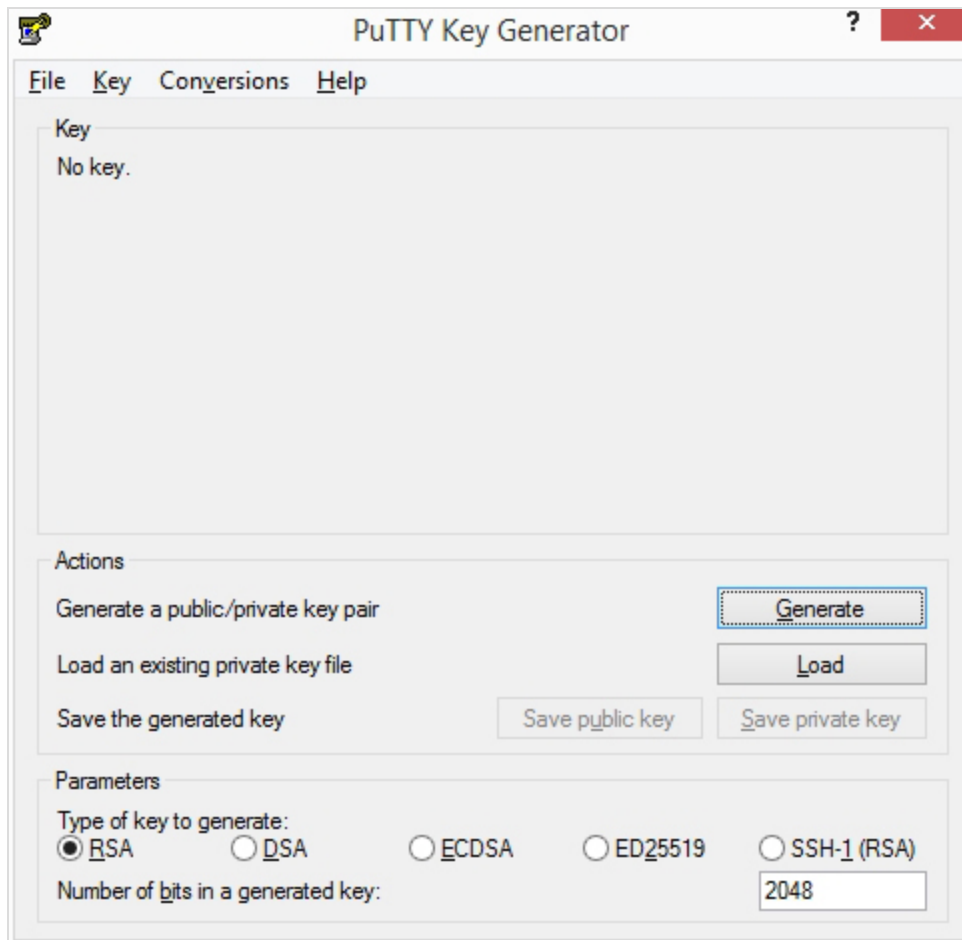 PuTTY Key Generator
?
File Key Conversions Help
Key
No key.
Actions
Generate a public/private key pair Generate
Load an existing private key file Load
Save the generated key Save public key Save private key
Parameters
Type of key to generate:
RSA DSA ECDSA ED25519 SSH-1 (RSA)
Number of bits in a generated key: 2048